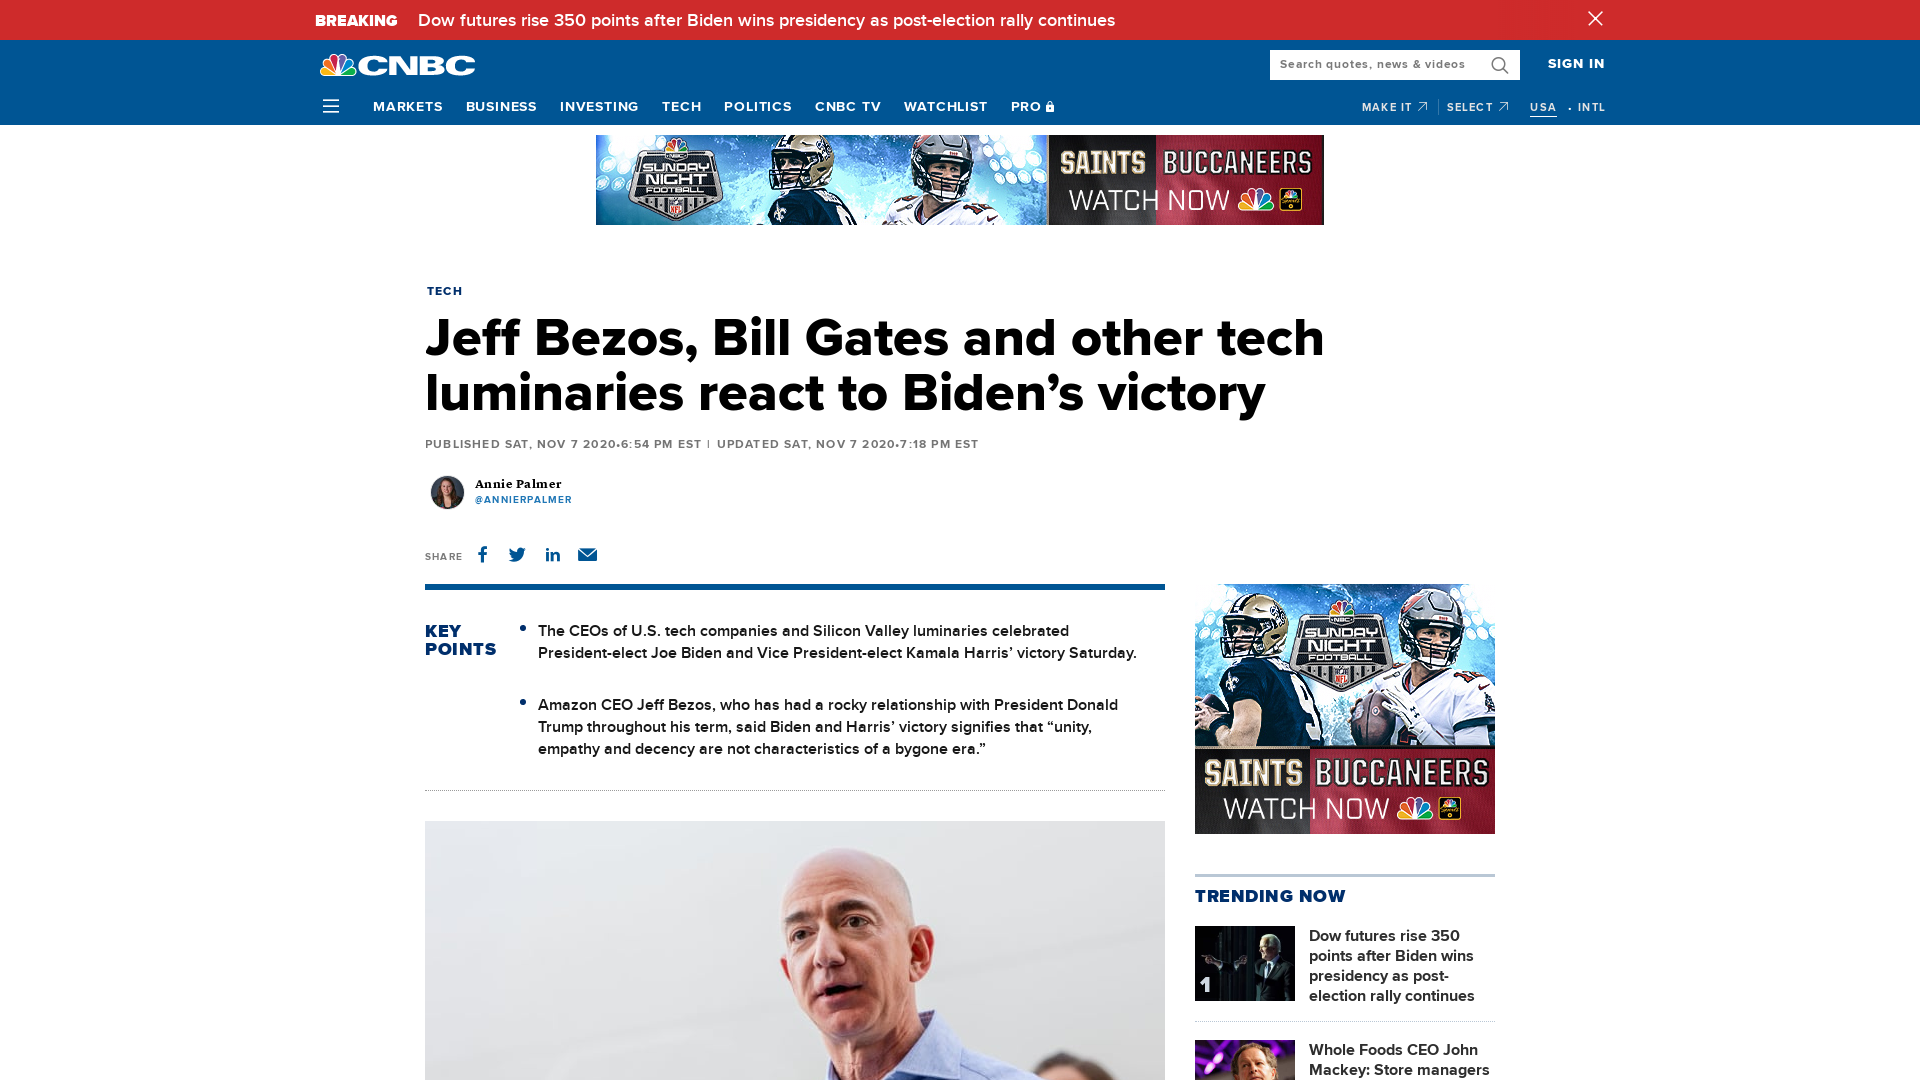 BREAKING Dow futures rise 350 points after Biden wins presidency as post-election rally continues
CNBC
Search quotes, news & videos
SIGN IN
MARKETS BUSINESS INVESTING TECH POLITICS CNBC TV WATCHLIST PRO
MAKE IT SELECT USA • INTL
NBC
SUNDAY NIGHT FOOTBALL
NFL
SAINTS BUCCANEERS
WATCH NOW
TECH
Jeff Bezos, Bill Gates and other tech
luminaries react to Biden’s victory
PUBLISHED SAT, NOV 7 2020•6:54 PM EST | UPDATED SAT, NOV 7 2020•7:18 PM EST
Annie Palmer
@ANNIERPALMER
SHARE
KEY
POINTS
The CEOs of U.S. tech companies and Silicon Valley luminaries celebrated
President-elect Joe Biden and Vice President-elect Kamala Harris’ victory Saturday.
Amazon CEO Jeff Bezos, who has had a rocky relationship with President Donald
Trump throughout his term, said Biden and Harris’ victory signifies that “unity,
empathy and decency are not characteristics of a bygone era.”
NBC
SUNDAY
NIGHT
FOOTBALL
NFL
SAINTS BUCCANEERS
WATCH NOW
TRENDING NOW
1
Dow futures rise 350
points after Biden wins
presidency as post-
election rally continues
Whole Foods CEO John
Mackey: Store managers